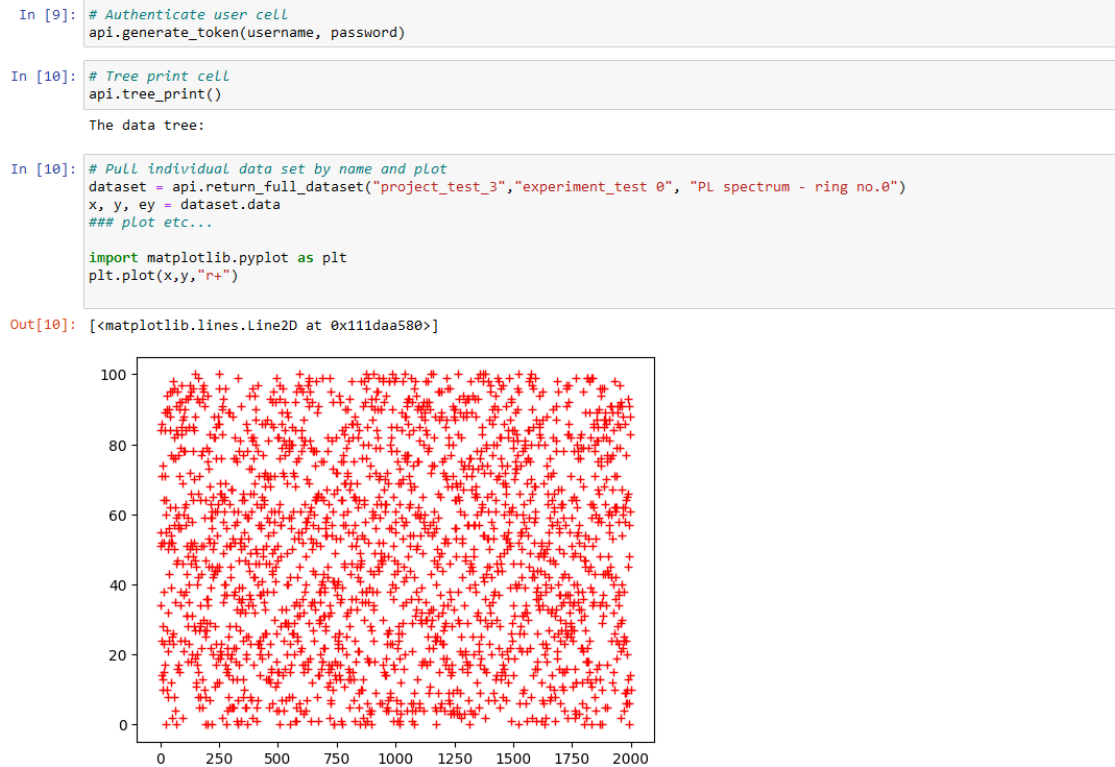 In [9]: # Authenticate user cell
api.generate_token(username, password)
In [10]: # Tree print cell
api.tree_print()
The data tree:
In [10]: # Pull individual data set by name and plot
dataset = api.return_full_dataset("project_test_3","experiment_test 0", "PL spectrum - ring no.0")
x, y, ey = dataset.data
### plot etc...
import matplotlib.pyplot as plt
plt.plot(x,y,"r+")
Out[10]: [<matplotlib.lines.Line2D at 0x111daa580>]
100
80
60
40
20
0
0 250 500 750 1000 1250 1500 1750 2000